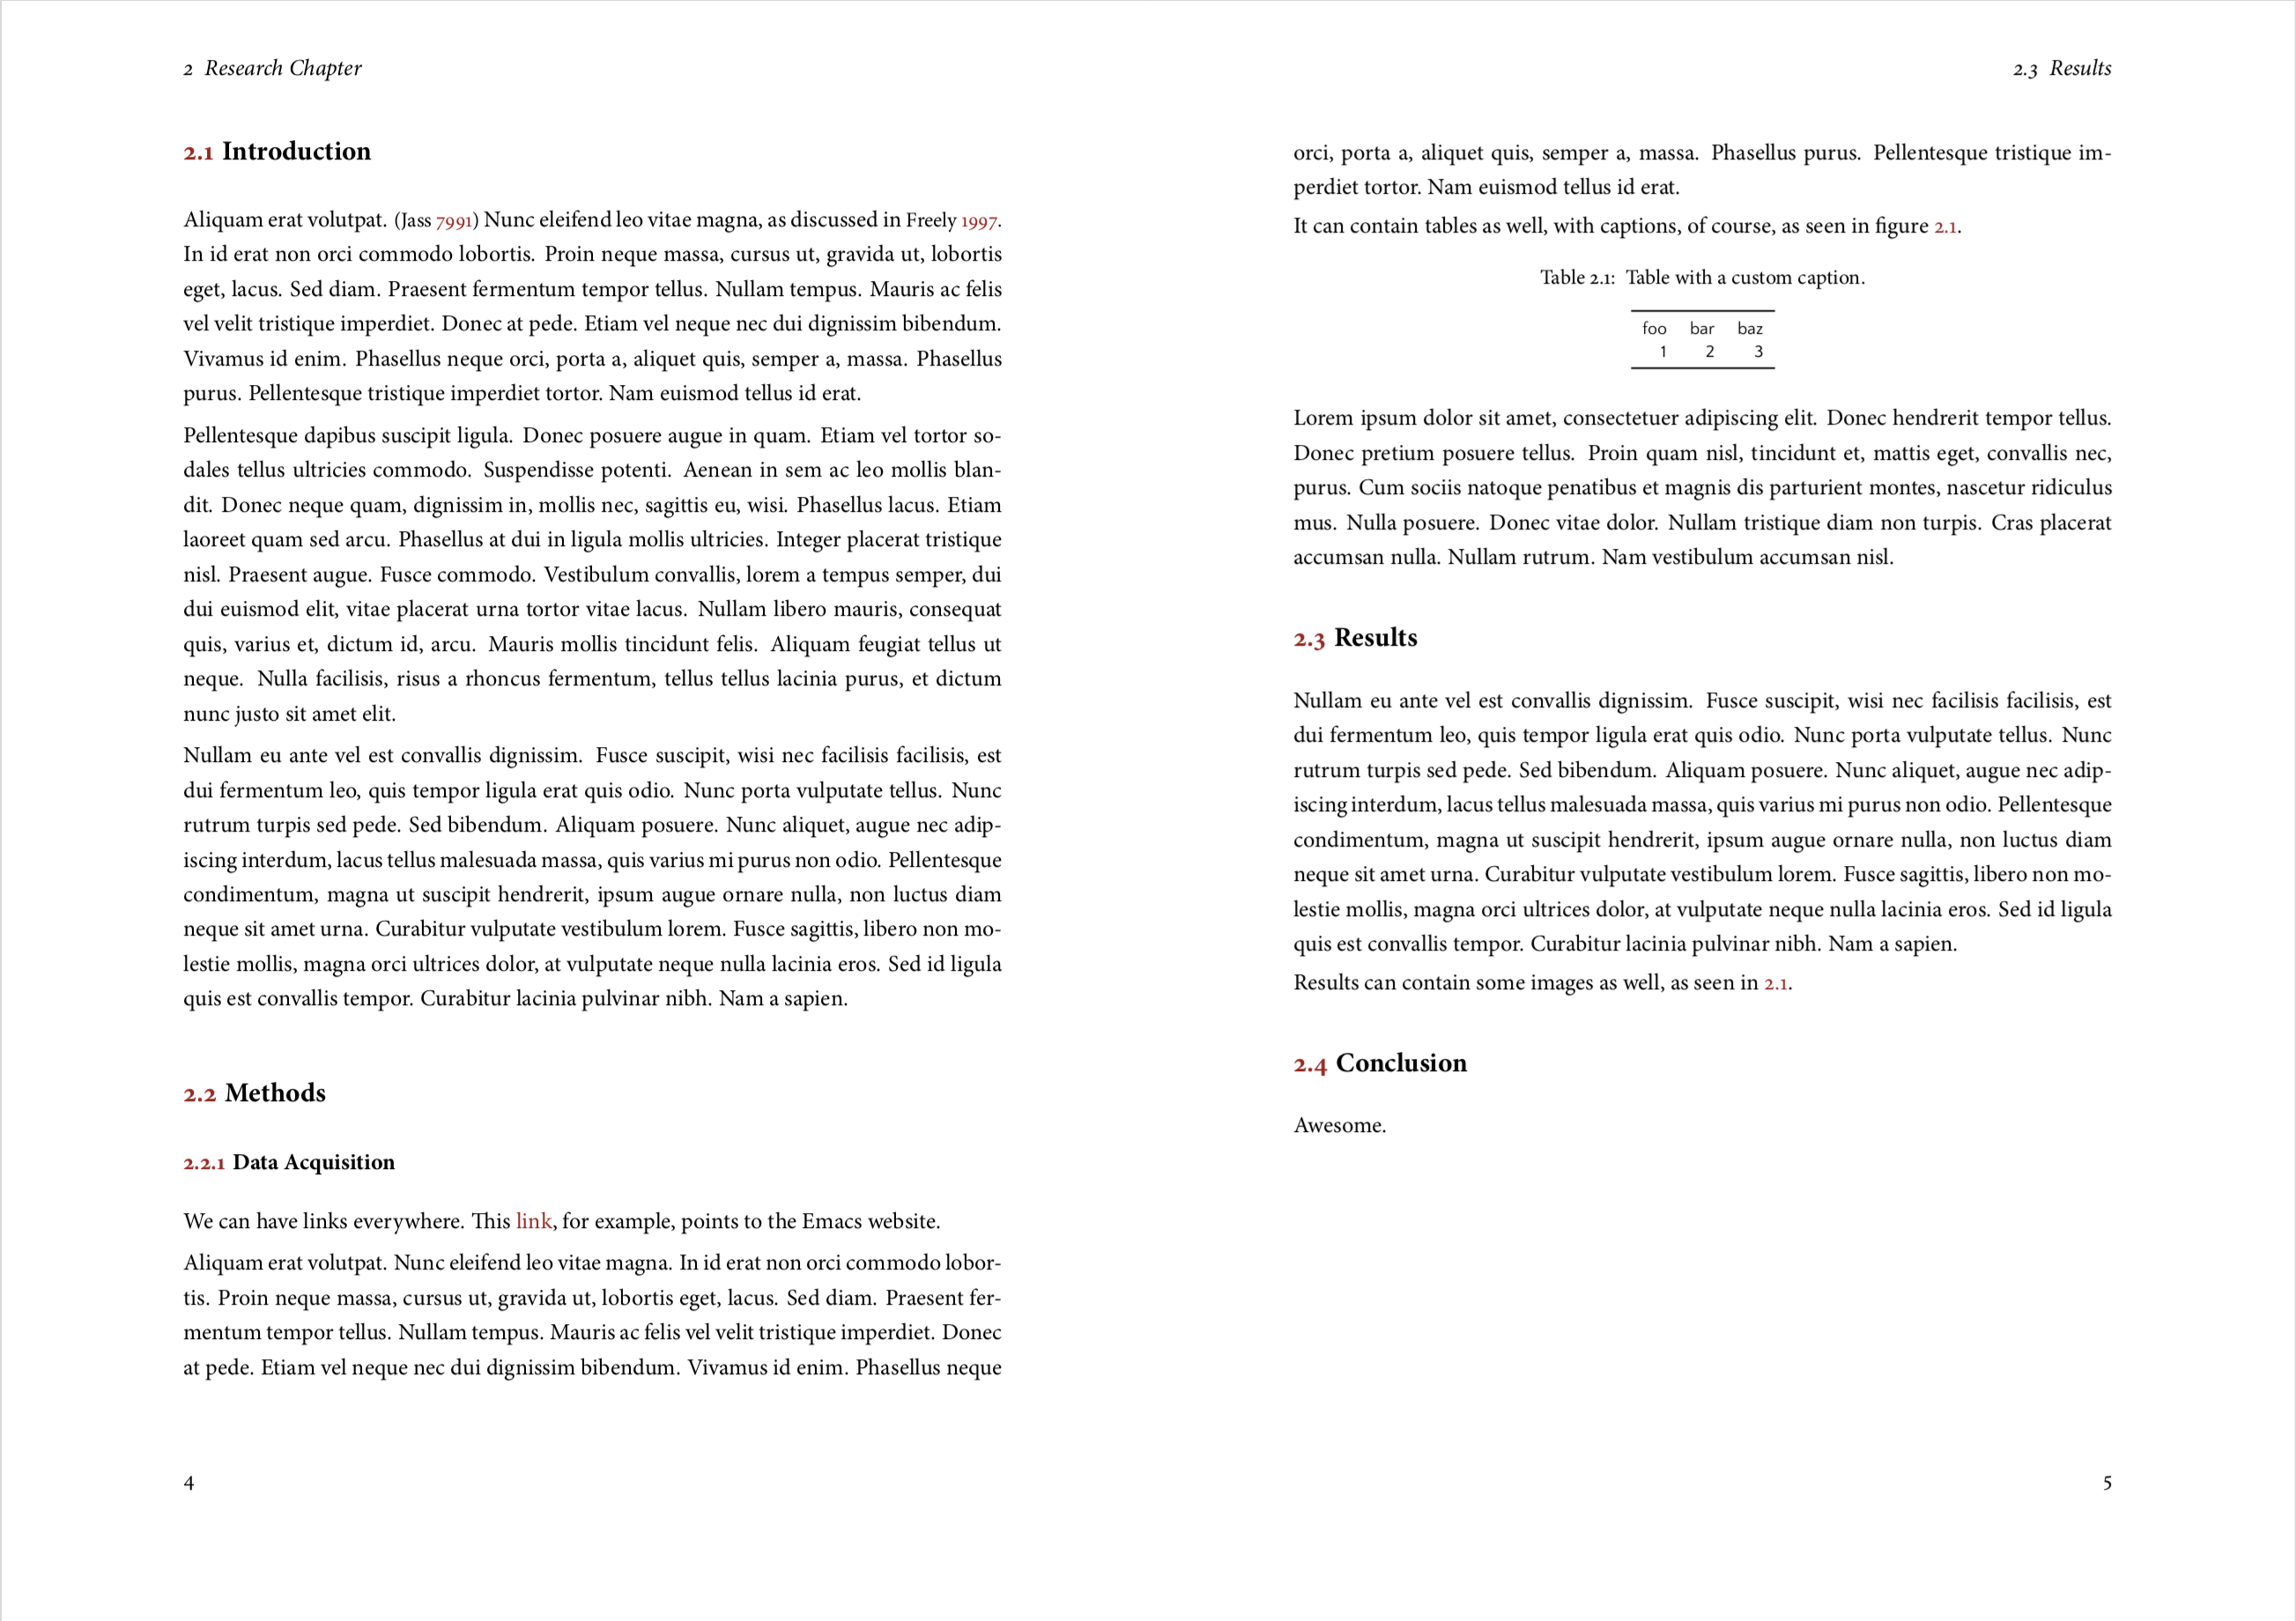 2 Research Chapter
2.1 Introduction
Aliquam erat volutpat. (Jass 7991) Nunc eleifend leo vitae magna, as discussed in Freely 1997.
In id erat non orci commodo lobortis. Proin neque massa, cursus ut, gravida ut, lobortis
eget, lacus. Sed diam. Praesent fermentum tempor tellus. Nullam tempus. Mauris ac felis
vel velit tristique imperdiet. Donec at pede. Etiam vel neque nec dui dignissim bibendum.
Vivamus id enim. Phasellus neque orci, porta a, aliquet quis, semper a, massa. Phasellus
purus. Pellentesque tristique imperdiet tortor. Nam euismod tellus id erat.
Pellentesque dapibus suscipit ligula. Donec posuere augue in quam. Etiam vel tortor so-
dales tellus ultricies commodo. Suspendisse potenti. Aenean in sem ac leo mollis blan-
dit. Donec neque quam, dignissim in, mollis nec, sagittis eu, wisi. Phasellus lacus. Etiam
laoreet quam sed arcu. Phasellus at dui in ligula mollis ultricies. Integer placerat tristique
nisl. Praesent augue. Fusce commodo. Vestibulum convallis, lorem a tempus semper, dui
dui euismod elit, vitae placerat urna tortor vitae lacus. Nullam libero mauris, consequat
quis, varius et, dictum id, arcu. Mauris mollis tincidunt felis. Aliquam feugiat tellus ut
neque. Nulla facilisis, risus a rhoncus fermentum, tellus tellus lacinia purus, et dictum
nunc justo sit amet elit.
Nullam eu ante vel est convallis dignissim. Fusce suscipit, wisi nec facilisis facilisis, est
dui fermentum leo, quis tempor ligula erat quis odio. Nunc porta vulputate tellus. Nunc
rutrum turpis sed pede. Sed bibendum. Aliquam posuere. Nunc aliquet, augue nec adip-
iscing interdum, lacus tellus malesuada massa, quis varius mi purus non odio. Pellentesque
condimentum, magna ut suscipit hendrerit, ipsum augue ornare nulla, non luctus diam
neque sit amet urna. Curabitur vulputate vestibulum lorem. Fusce sagittis, libero non mo-
lestie mollis, magna orci ultrices dolor, at vulputate neque nulla lacinia eros. Sed id ligula
quis est convallis tempor. Curabitur lacinia pulvinar nibh. Nam a sapien.
2.2 Methods
2.2.1 Data Acquisition
We can have links everywhere. This link, for example, points to the Emacs website.
Aliquam erat volutpat. Nunc eleifend leo vitae magna. In id erat non orci commodo lobor-
tis. Proin neque massa, cursus ut, gravida ut, lobortis eget, lacus. Sed diam. Praesent fer-
mentum tempor tellus. Nullam tempus. Mauris ac felis vel velit tristique imperdiet. Donec
at pede. Etiam vel neque nec dui dignissim bibendum. Vivamus id enim. Phasellus neque
4
2.3 Results
orci, porta a, aliquet quis, semper a, massa. Phasellus purus. Pellentesque tristique im-
perdiet tortor. Nam euismod tellus id erat.
It can contain tables as well, with captions, of course, as seen in figure 2.1.
Table 2.1: Table with a custom caption.
foo bar baz
1 2 3
Lorem ipsum dolor sit amet, consectetuer adipiscing elit. Donec hendrerit tempor tellus.
Donec pretium posuere tellus. Proin quam nisl, tincidunt et, mattis eget, convallis nec,
purus. Cum sociis natoque penatibus et magnis dis parturient montes, nascetur ridiculus
mus. Nulla posuere. Donec vitae dolor. Nullam tristique diam non turpis. Cras placerat
accumsan nulla. Nullam rutrum. Nam vestibulum accumsan nisl.
2.3 Results
Nullam eu ante vel est convallis dignissim. Fusce suscipit, wisi nec facilisis facilisis, est
dui fermentum leo, quis tempor ligula erat quis odio. Nunc porta vulputate tellus. Nunc
rutrum turpis sed pede. Sed bibendum. Aliquam posuere. Nunc aliquet, augue nec adip-
iscing interdum, lacus tellus malesuada massa, quis varius mi purus non odio. Pellentesque
condimentum, magna ut suscipit hendrerit, ipsum augue ornare nulla, non luctus diam
neque sit amet urna. Curabitur vulputate vestibulum lorem. Fusce sagittis, libero non mo-
lestie mollis, magna orci ultrices dolor, at vulputate neque nulla lacinia eros. Sed id ligula
quis est convallis tempor. Curabitur lacinia pulvinar nibh. Nam a sapien.
Results can contain some images as well, as seen in 2.1.
2.4 Conclusion
Awesome.
5